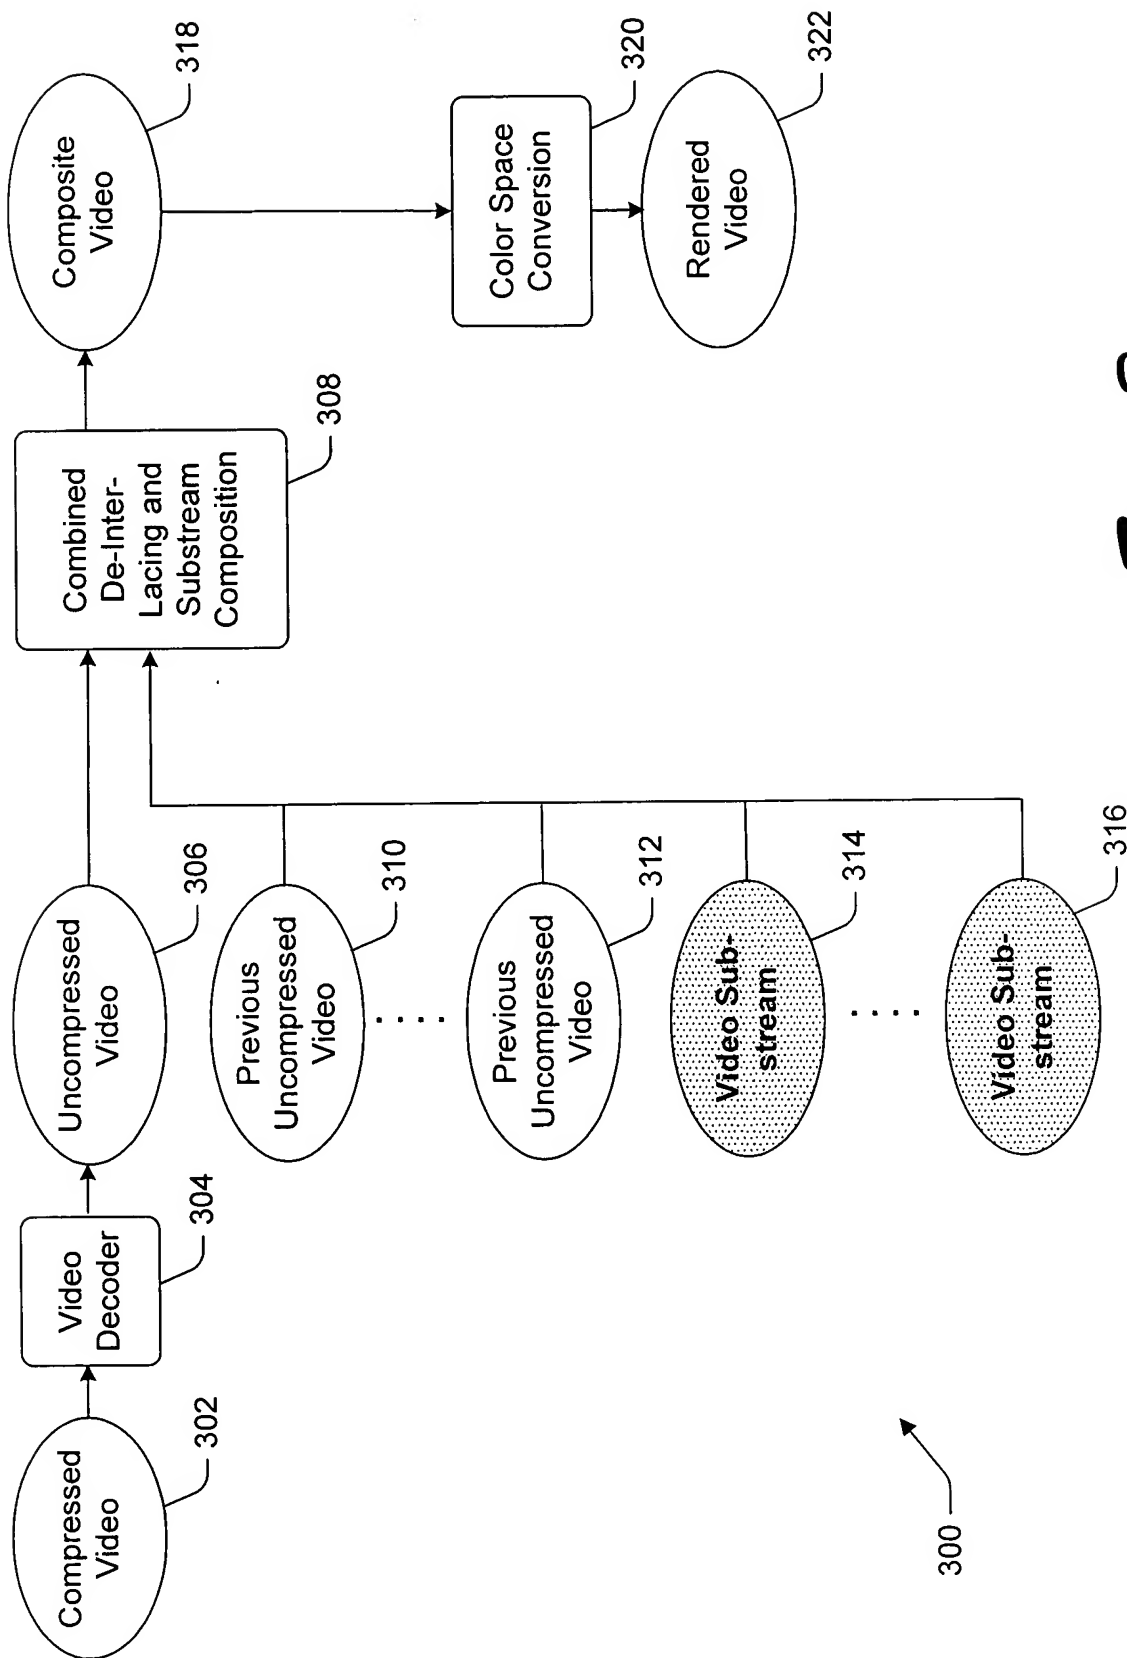 Compressed
Video
302
Video
Decoder
304
Uncompressed
Video
306
Previous
Uncompressed
Video
310
Previous
Uncompressed
Video
312
Video Sub-
stream
314
Video Sub-
stream
316
Combined
De-Inter-
Lacing and
Substream
Composition
308
Composite
Video
318
Color Space
Conversion
320
Rendered
Video
322
300